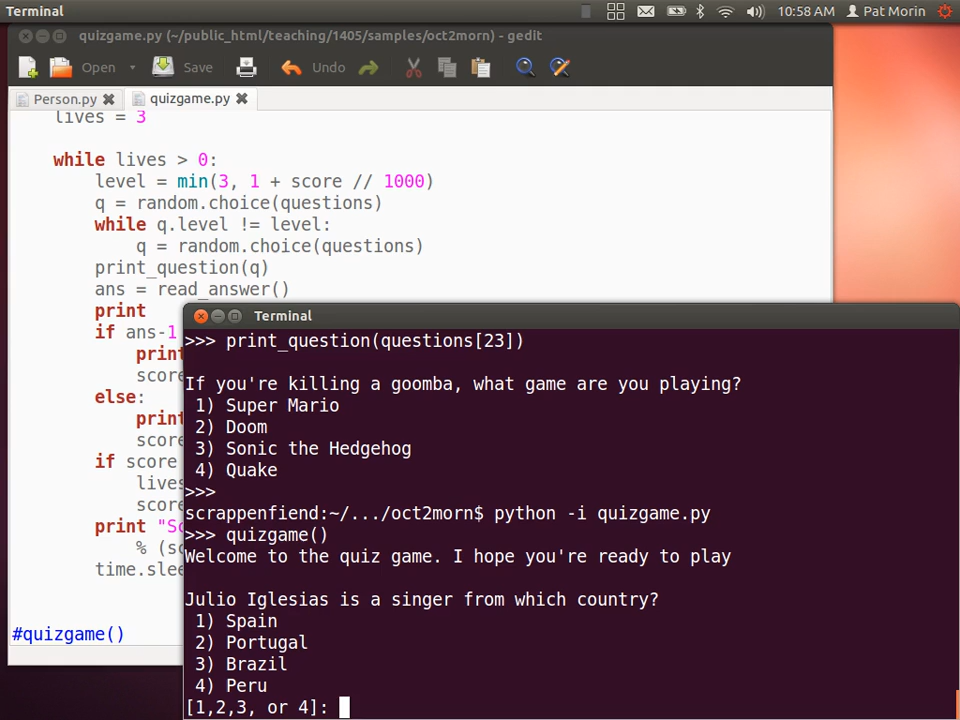 Terminal
10:58 AM Pat Morin
quizgame.py (~/public_html/teaching/1405/samples/oct2morn) - gedit
Open Save Undo
Person.py quizgame.py
lives = 3
while lives > 0:
level = min(3, 1 + score // 1000)
q = random.choice(questions)
while q.level != level:
q = random.choice(questions)
print_question(q)
ans = read_answer()
print
if ans-1
print
score
else:
print
score
if score
lives
score
print "Sc
% (sc
time.slee
#quizgame()
Terminal
>>> print_question(questions[23])
If you're killing a goomba, what game are you playing?
1) Super Mario
2) Doom
3) Sonic the Hedgehog
4) Quake
>>>
scrappenfiend:~/.../oct2morn$ python -i quizgame.py
>>> quizgame()
Welcome to the quiz game. I hope you're ready to play
Julio Iglesias is a singer from which country?
1) Spain
2) Portugal
3) Brazil
4) Peru
[1,2,3, or 4]: